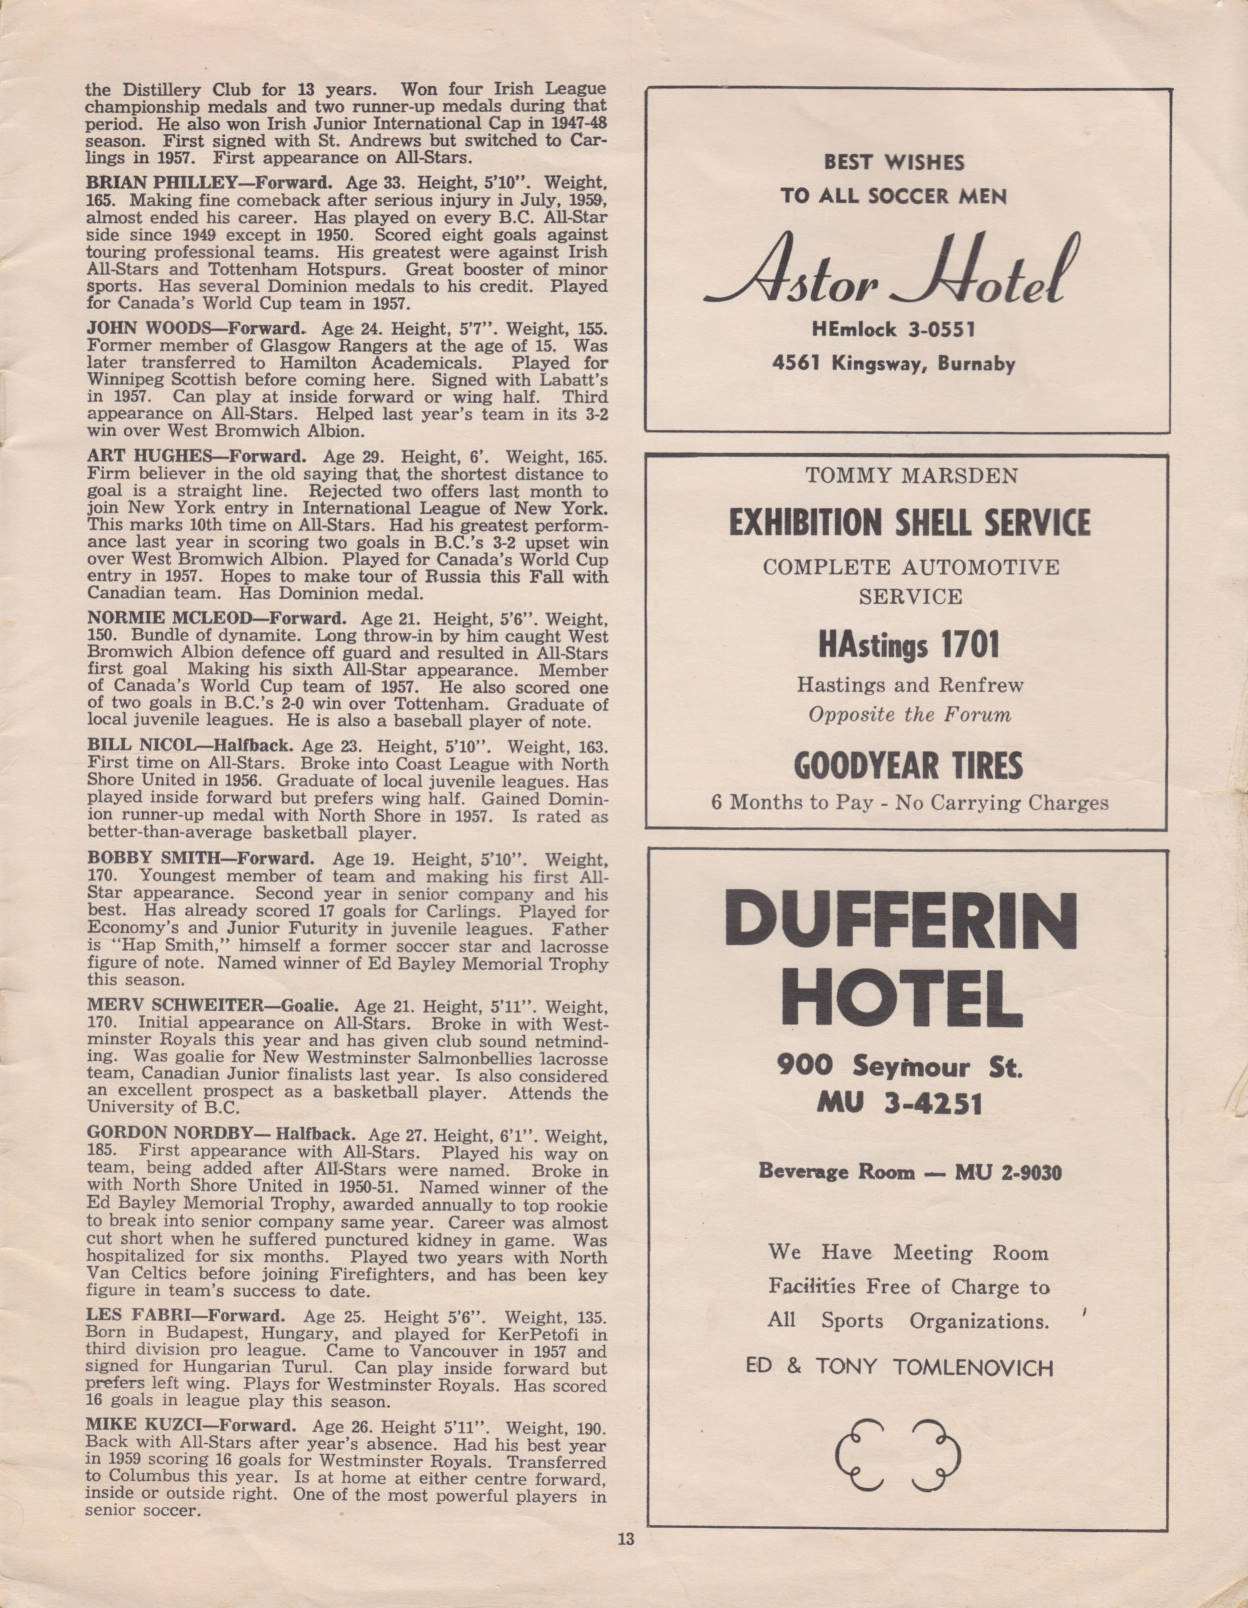 the Distillery Club for 13 years. Won four Irish League
championship medals and two runner-up medals during that
period. He also won Irish Junior International Cap in 1947-48
season. First signed with St. Andrews but switched to Car-
lings in 1957. First appearance on All-Stars.
BRIAN PHILLEY—Forward. Age 33. Height, 5'10". Weight,
165. Making fine comeback after serious injury in July, 1959,
almost ended his career. Has played on every B.C. All-Star
side since 1949 except in 1950. Scored eight goals against
touring professional teams. His greatest were against Irish
All-Stars and Tottenham Hotspurs. Great booster of minor
sports. Has several Dominion medals to his credit. Played
for Canada's World Cup team in 1957.
JOHN WOODS—Forward. Age 24. Height, 5'7". Weight, 155.
Former member of Glasgow Rangers at the age of 15. Was
later transferred to Hamilton Academicals. Played for
Winnipeg Scottish before coming here. Signed with Labatt's
in 1957. Can play at inside forward or wing half. Third
appearance on All-Stars. Helped last year's team in its 3-2
win over West Bromwich Albion.
ART HUGHES—Forward. Age 29. Height, 6'. Weight, 165.
Firm believer in the old saying that, the shortest distance to
goal is a straight line. Rejected two offers last month to
join New York entry in International League of New York.
This marks 10th time on All-Stars. Had his greatest perform-
ance last year in scoring two goals in B.C.'s 3-2 upset win
over West Bromwich Albion. Played for Canada's World Cup
entry in 1957. Hopes to make tour of Russia this Fall with
Canadian team. Has Dominion medal.
NORMIE MCLEOD—Forward. Age 21. Height, 5'6". Weight,
150. Bundle of dynamite. Long throw-in by him caught West
Bromwich Albion defence off guard and resulted in All-Stars
first goal Making his sixth All-Star appearance. Member
of Canada's World Cup team of 1957. He also scored one
of two goals in B.C.'s 2-0 win over Tottenham. Graduate of
local juvenile leagues. He is also a baseball player of note.
BILL NICOL—Halfback. Age 23. Height, 5'10". Weight, 163.
First time on All-Stars. Broke into Coast League with North
Shore United in 1956. Graduate of local juvenile leagues. Has
played inside forward but prefers wing half. Gained Domin-
ion runner-up medal with North Shore in 1957. Is rated as
better-than-average basketball player.
BOBBY SMITH—Forward. Age 19. Height, 5'10". Weight,
170. Youngest member of team and making his first All-
Star appearance. Second year in senior company and his
best. Has already scored 17 goals for Carlings. Played for
Economy's and Junior Futurity in juvenile leagues. Father
is "Hap Smith," himself a former soccer star and lacrosse
figure of note. Named winner of Ed Bayley Memorial Trophy
this season.
MERV SCHWEITER—Goalie. Age 21. Height, 5'11". Weight,
170. Initial appearance on All-Stars. Broke in with West-
minster Royals this year and has given club sound netmind-
ing. Was goalie for New Westminster Salmonbellies lacrosse
team, Canadian Junior finalists last year. Is also considered
an excellent prospect as a basketball player. Attends the
University of B.C.
GORDON NORDBY— Halfback. Age 27. Height, 6'1". Weight,
185. First appearance with All-Stars. Played his way on
team, being added after All-Stars were named. Broke in
with North Shore United in 1950-51. Named winner of the
Ed Bayley Memorial Trophy, awarded annually to top rookie
to break into senior company same year. Career was almost
cut short when he suffered punctured kidney in game. Was
hospitalized for six months. Played two years with North
Van Celtics before joining Firefighters, and has been key
figure in team's success to date.
LES FABRI—Forward. Age 25. Height 5'6". Weight, 135.
Born in Budapest, Hungary, and played for KerPetofi in
third division pro league. Came to Vancouver in 1957 and
signed for Hungarian Turul. Can play inside forward but
prefers left wing. Plays for Westminster Royals. Has scored
16 goals in league play this season.
MIKE KUZCI—Forward. Age 26. Height 5'11". Weight, 190.
Back with All-Stars after year's absence. Had his best year
in 1959 scoring 16 goals for Westminster Royals. Transferred
to Columbus this year. Is at home at either centre forward,
inside or outside right. One of the most powerful players in
senior soccer.
BEST WISHES
TO ALL SOCCER MEN
Astor Hotel
HEmlock 3-0551
4561 Kingsway, Burnaby
TOMMY MARSDEN
EXHIBITION SHELL SERVICE
COMPLETE AUTOMOTIVE
SERVICE
HAstings 1701
Hastings and Renfrew
Opposite the Forum
GOODYEAR TIRES
6 Months to Pay - No Carrying Charges
DUFFERIN
HOTEL
900 Seymour St.
MU 3-4251
Beverage Room — MU 2-9030
We Have Meeting Room
Facilities Free of Charge to
All Sports Organizations.
ED & TONY TOMLENOVICH
13